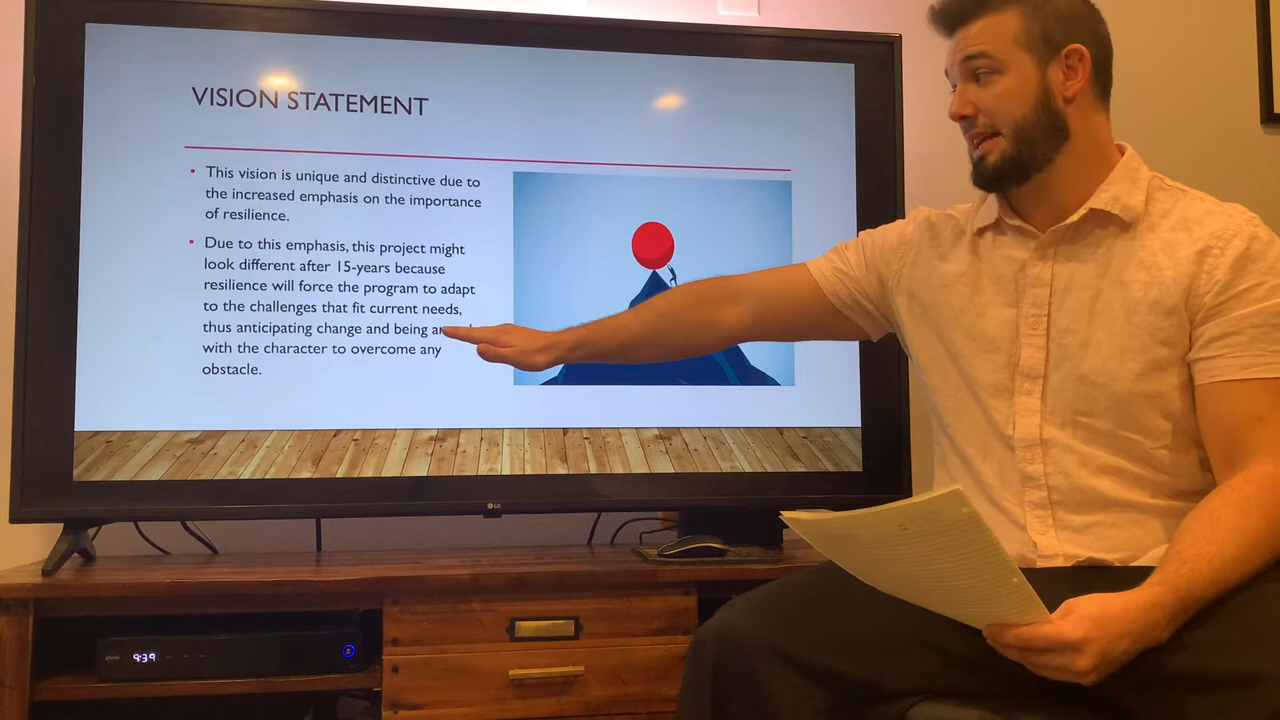 VISION STATEMENT
• This vision is unique and distinctive due to
the increased emphasis on the importance
of resilience.
• Due to this emphasis, this project might
look different after 15-years because
resilience will force the program to adapt
to the challenges that fit current needs,
thus anticipating change and being
with the character to overcome any
obstacle.
LG
xfinity
9:39